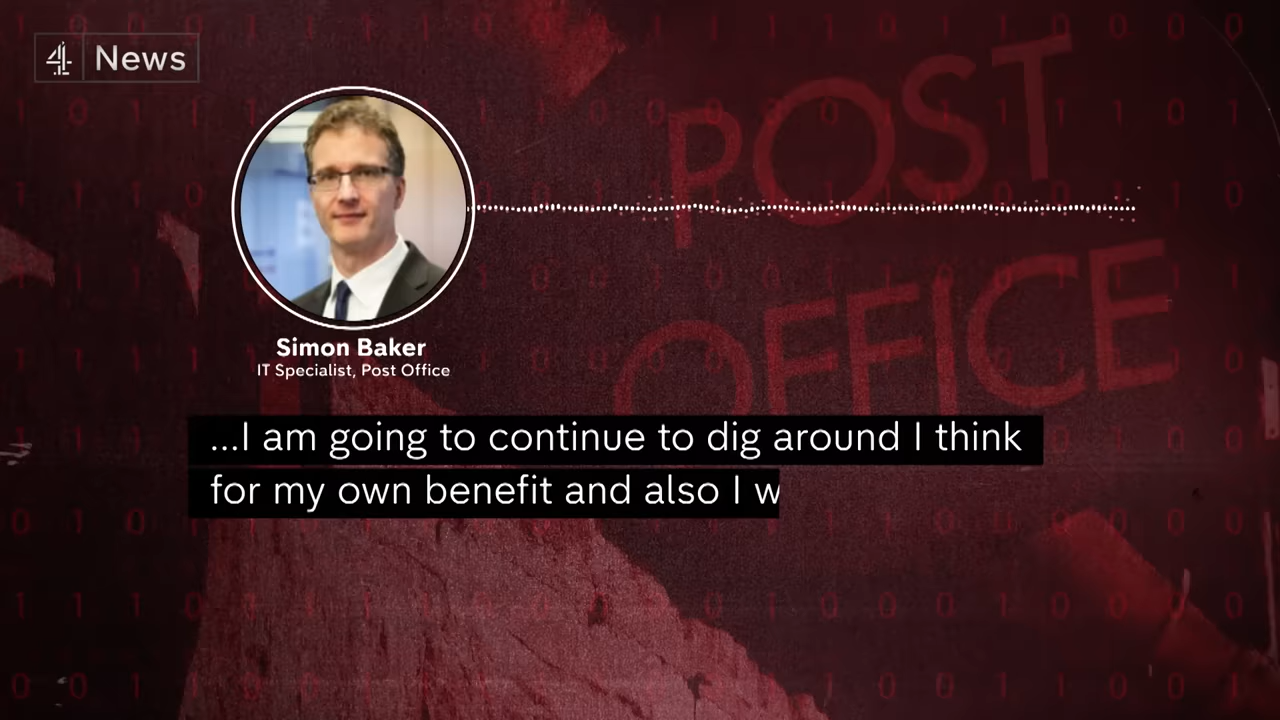 4 News
POST
OFFICE
Simon Baker
IT Specialist, Post Office
...I am going to continue to dig around I think
for my own benefit and also I w